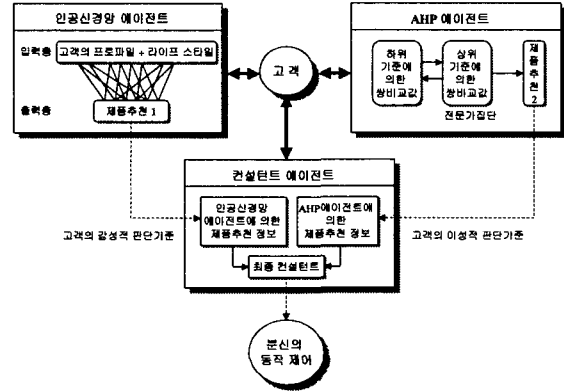 인공신경망 에이전트
입력층
고객의 프로파일 + 라이프 스타일
출력층
제품추천 1
고 객
AHP 에이전트
하위
기준에
의한
쌍비교값
상위
기준에
의한
쌍비교값
제
품
추
천
2
전문가집단
컨설턴트 에이전트
인공신경망
에이전트에 의한
제품추천 정보
AHP에이전트에
의한
제품추천 정보
최종 컨설턴트
고객의 감성적 판단기준
고객의 이성적 판단기준
분신의
동작 제어